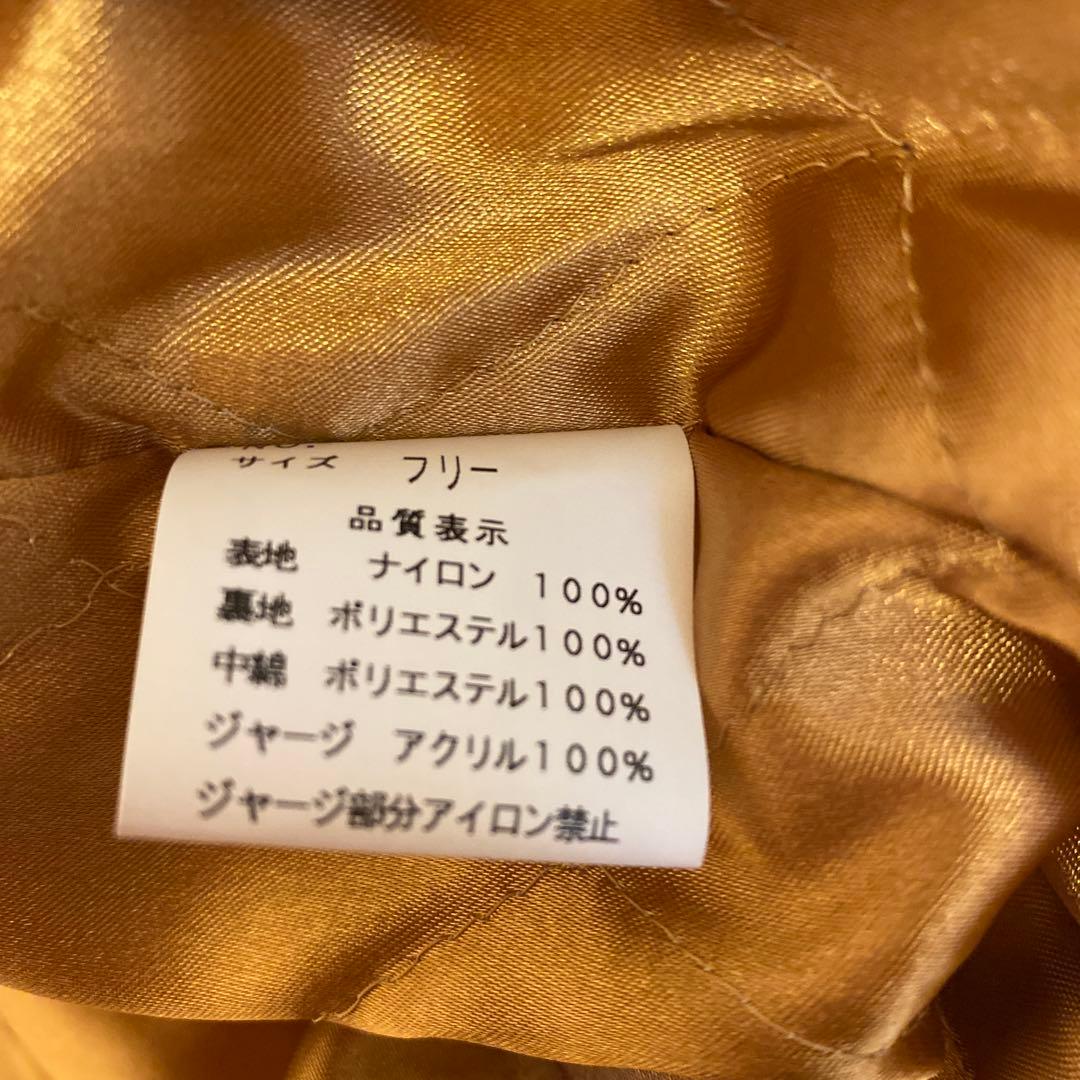 サイズ フリー
品質表示
表地 ナイロン 100%
裏地 ポリエステル100%
中綿 ポリエステル100%
ジャージ アクリル100%
ジャージ部分アイロン禁止